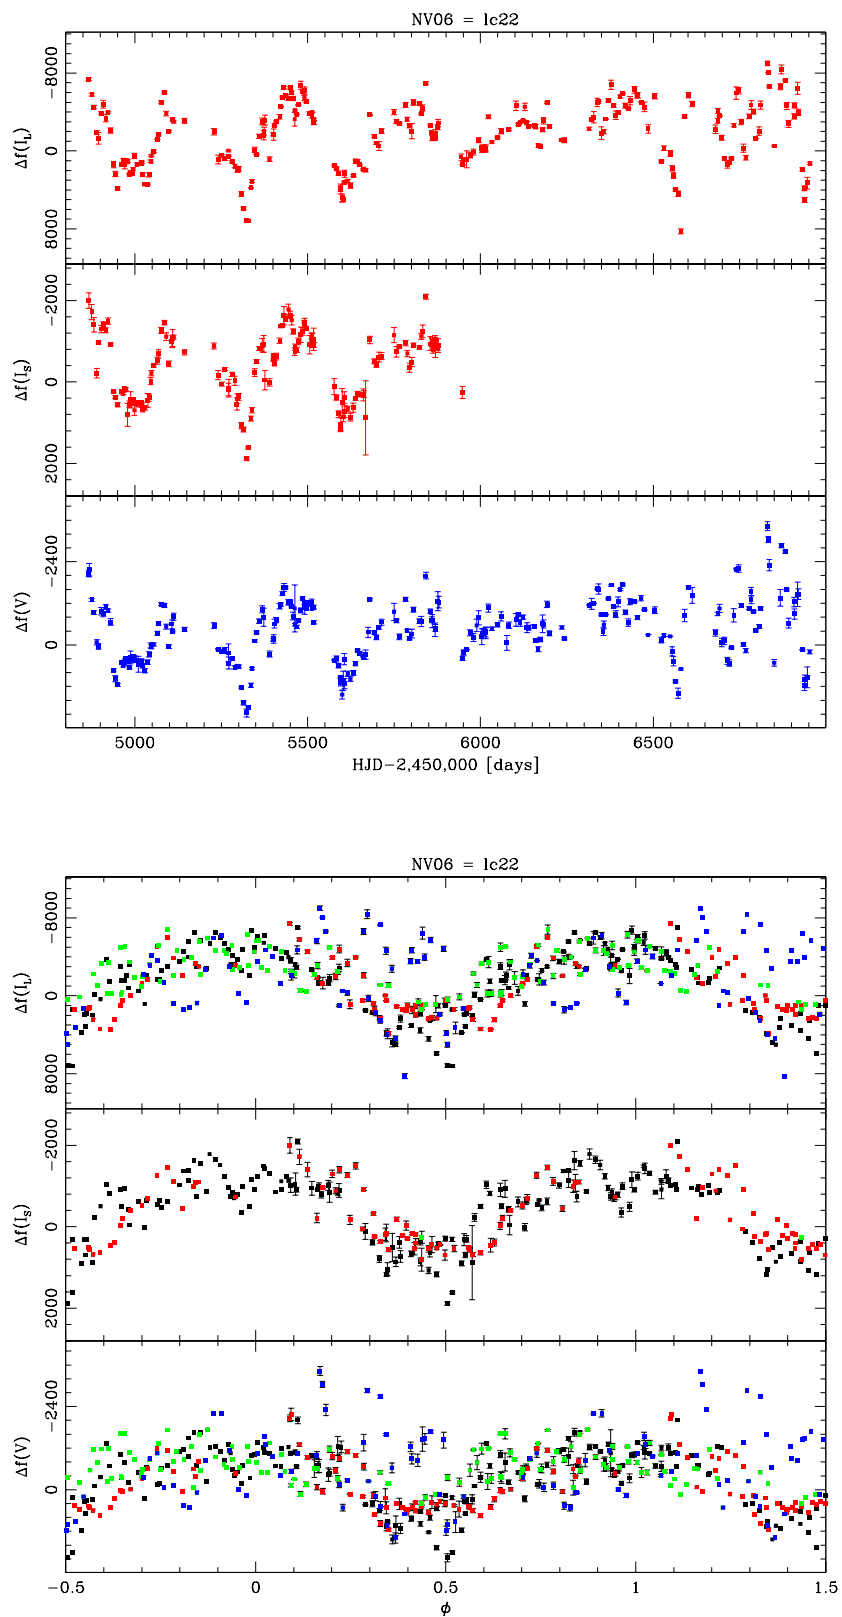 NV06 = lc22
−8000
0
8000
Δf(I_L)
−2000
0
2000
Δf(I_S)
−2400
0
Δf(V)
5000 5500 6000 6500
HJD−2,450,000 [days]
NV06 = lc22
−8000
0
8000
Δf(I_L)
−2000
0
2000
Δf(I_S)
−2400
0
Δf(V)
−0.5 0 0.5 1 1.5
ϕ